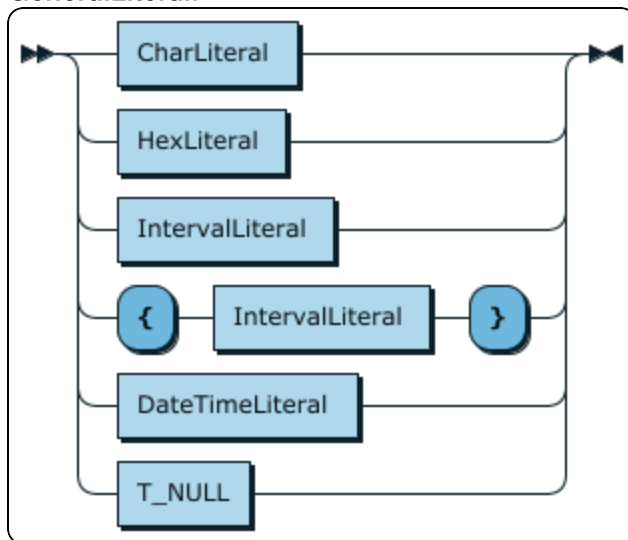 CharLiteral
HexLiteral
IntervalLiteral
{ IntervalLiteral }
DateTimeLiteral
T_NULL